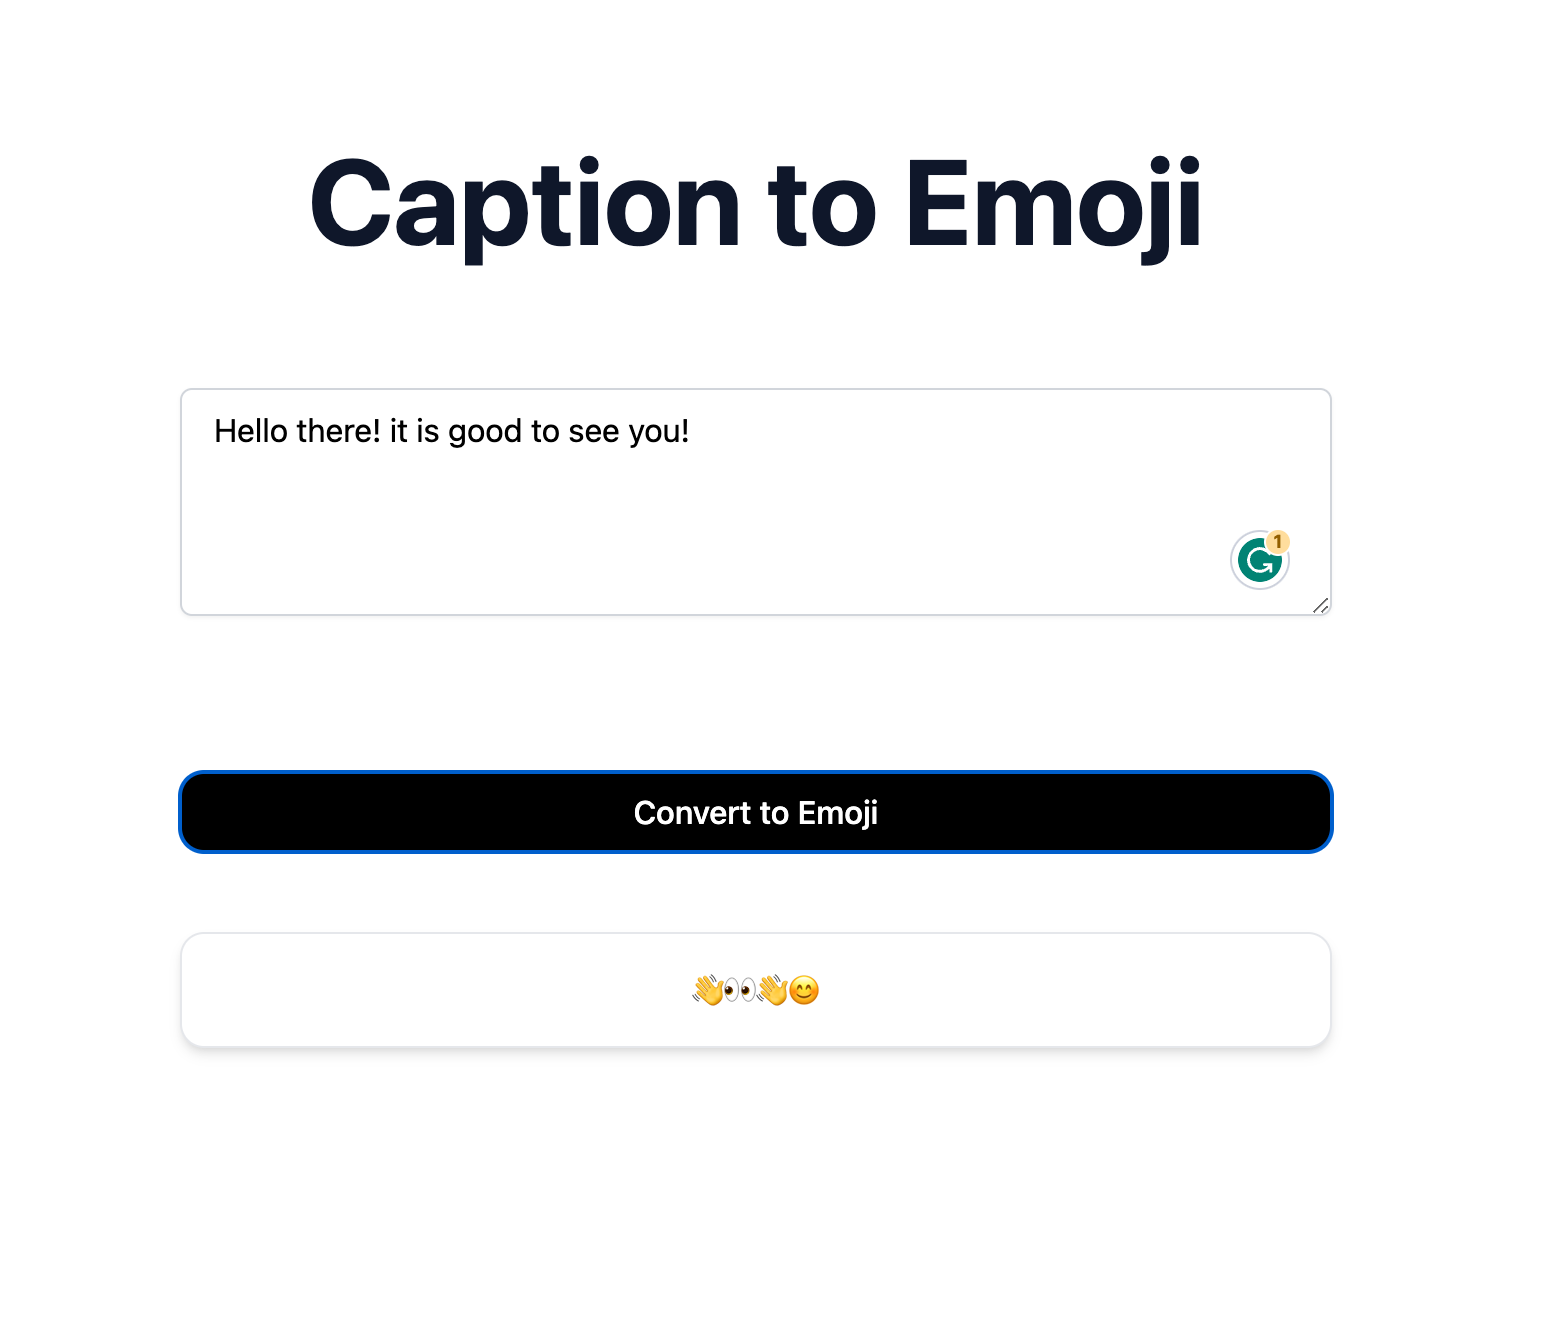 Caption to Emoji
Hello there! it is good to see you!
1
Convert to Emoji
👋👀👋😊